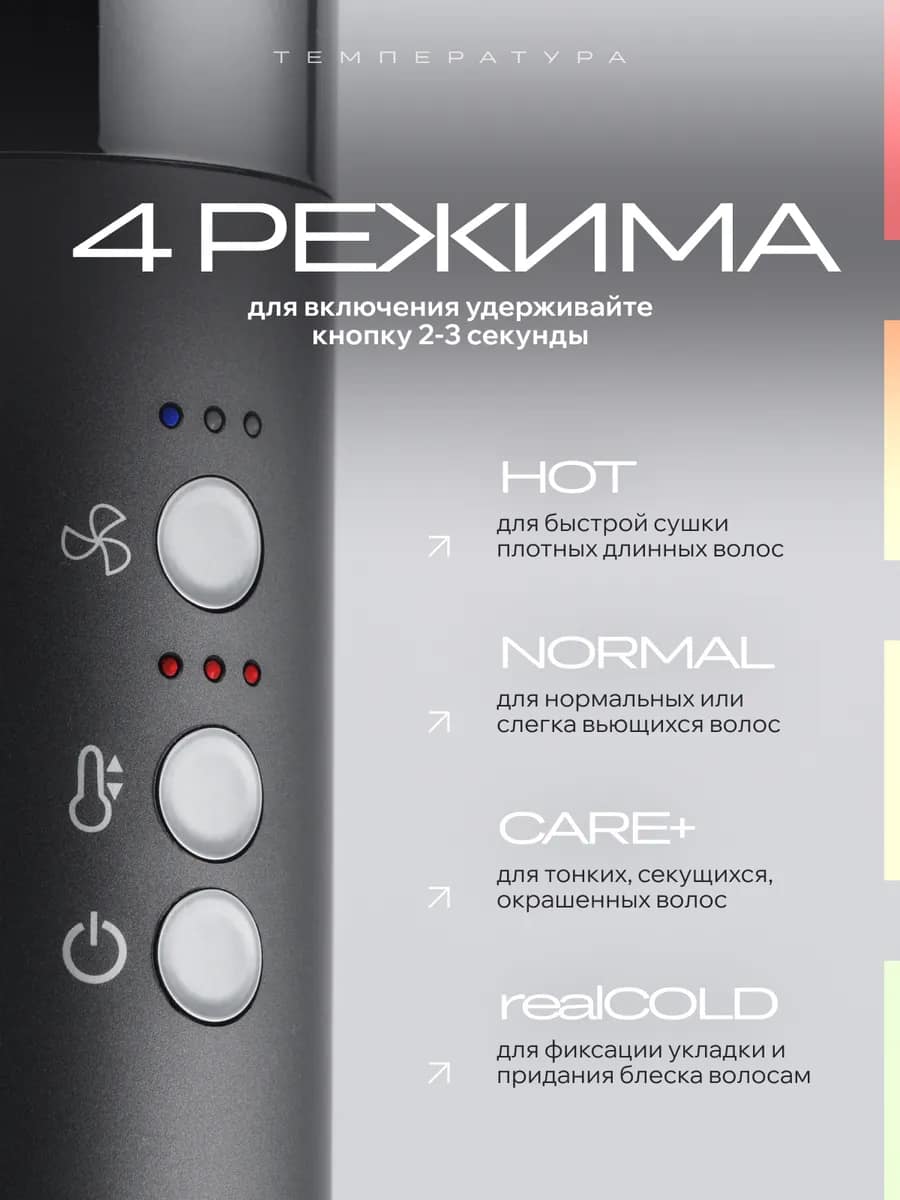 ТЕМПЕРАТУРА
4 РЕЖИМА
для включения удерживайте
кнопку 2-3 секунды
HOT
для быстрой сушки
плотных длинных волос
NORMAL
для нормальных или
слегка вьющихся волос
CARE+
для тонких, секущихся,
окрашенных волос
realCOLD
для фиксации укладки и
придания блеска волосам